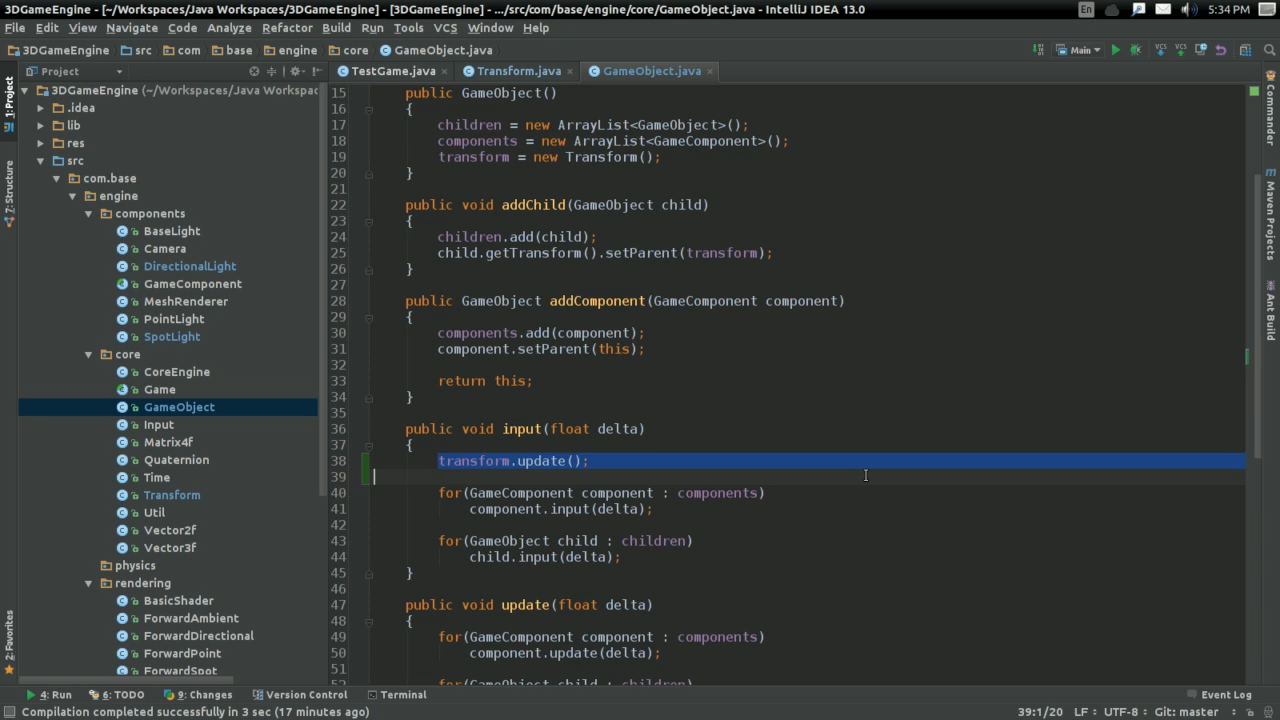 3DGameEngine - [~/Workspaces/Java Workspaces/3DGameEngine] - [3DGameEngine] - .../src/com/base/engine/core/GameObject.java - IntelliJ IDEA 13.0
En
5:34 PM
File Edit View Navigate Code Analyze Refactor Build Run Tools VCS Window Help
3DGameEngine src com base engine core GameObject.java
Main
VCS VCS
Project
TestGame.java Transform.java GameObject.java
1: Project
7: Structure
2: Favorites
3DGameEngine (~/Workspaces/Java Workspac
.idea
lib
res
src
com.base
engine
components
BaseLight
Camera
DirectionalLight
GameComponent
MeshRenderer
PointLight
SpotLight
core
CoreEngine
Game
GameObject
Input
Matrix4f
Quaternion
Time
Transform
Util
Vector2f
Vector3f
physics
rendering
BasicShader
ForwardAmbient
ForwardDirectional
ForwardPoint
ForwardSpot
15 public GameObject()
16 {
17 children = new ArrayList<GameObject>();
18 components = new ArrayList<GameComponent>();
19 transform = new Transform();
20 }
21
22 public void addChild(GameObject child)
23 {
24 children.add(child);
25 child.getTransform().setParent(transform);
26 }
27
28 public GameObject addComponent(GameComponent component)
29 {
30 components.add(component);
31 component.setParent(this);
32
33 return this;
34 }
35
36 public void input(float delta)
37 {
38 transform.update();
39
40 for(GameComponent component : components)
41 component.input(delta);
42
43 for(GameObject child : children)
44 child.input(delta);
45 }
46
47 public void update(float delta)
48 {
49 for(GameComponent component : components)
50 component.update(delta);
51
52 for(GameObject child : children)
Commander
Maven Projects
Ant Build
4: Run 6: TODO 9: Changes Version Control Terminal Event Log
Compilation completed successfully in 3 sec (17 minutes ago) 39:1/20 LF UTF-8 Git: master